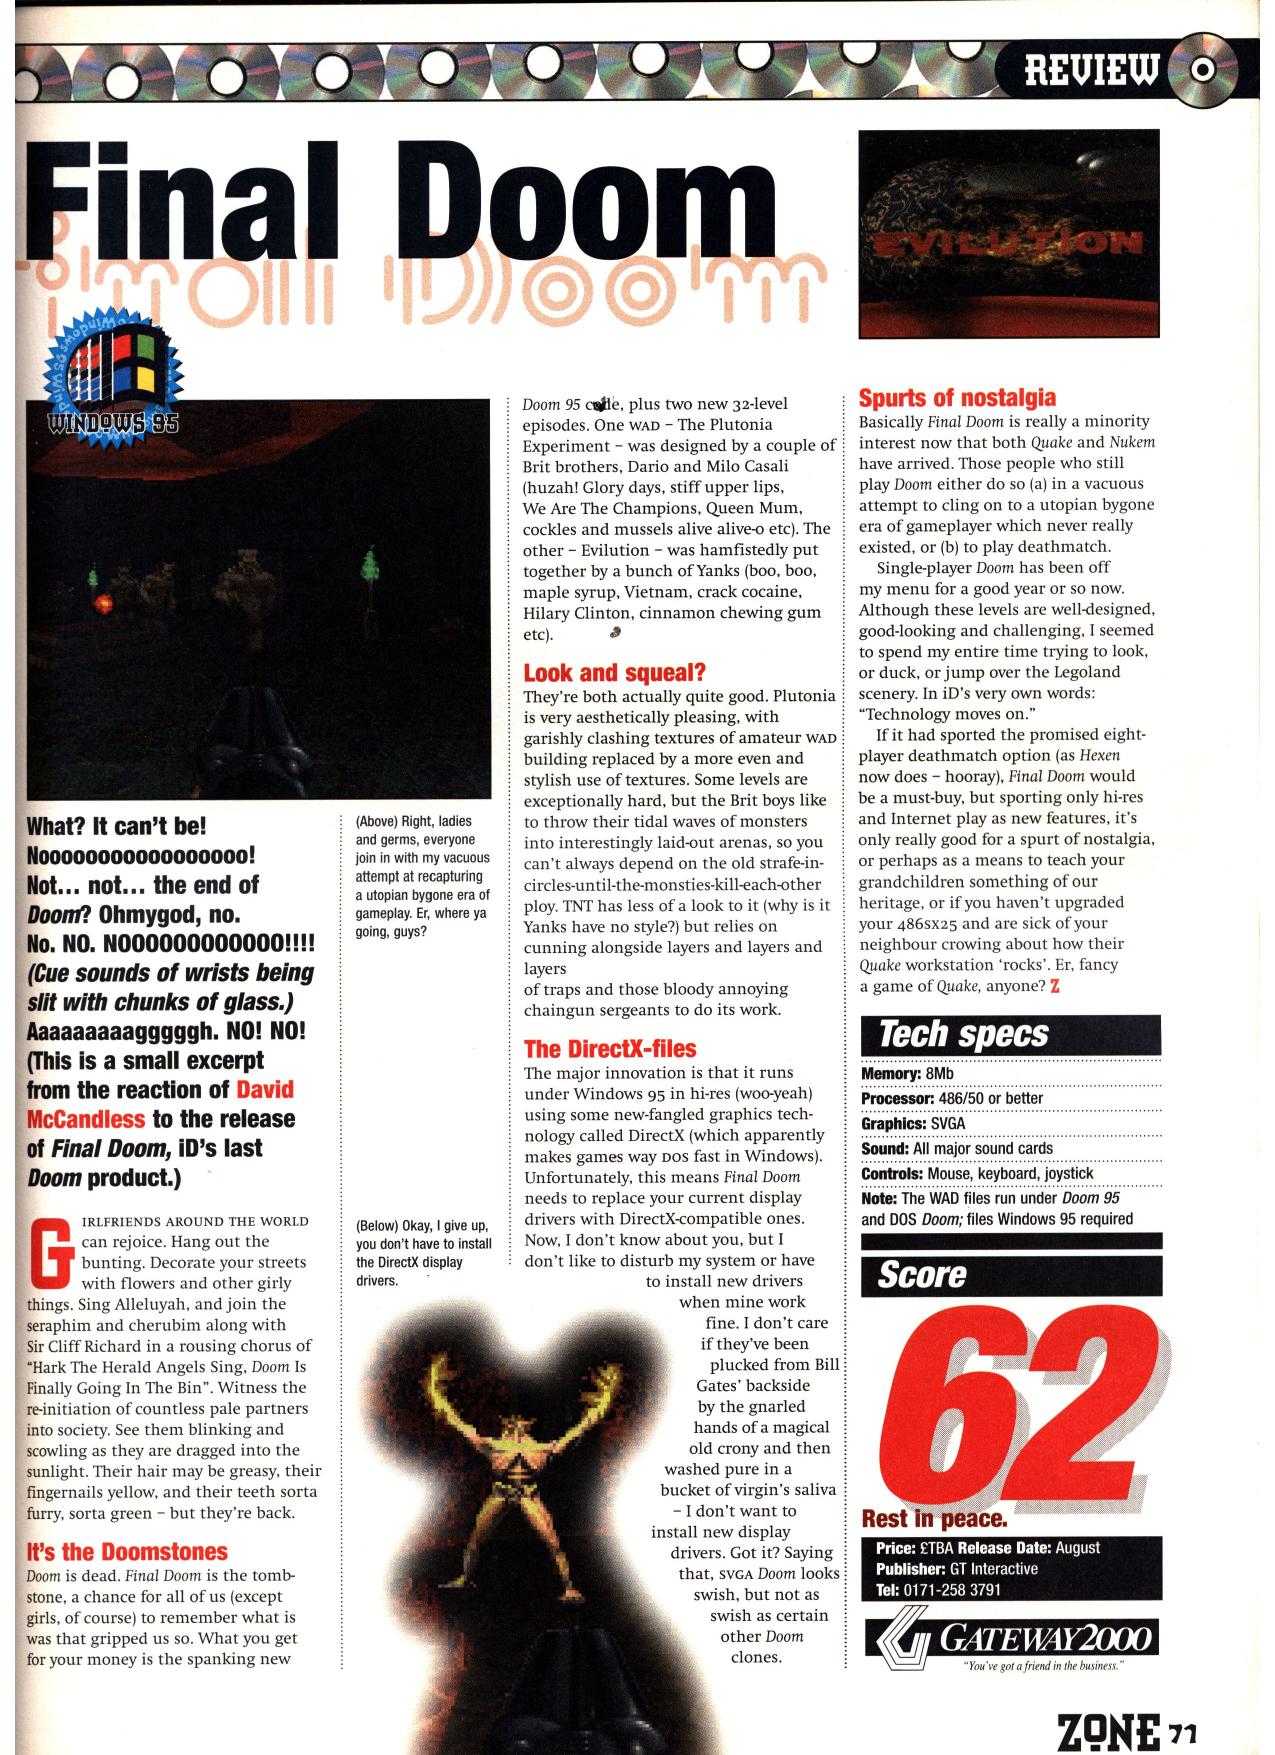 REVIEW
Final Doom
Final Doom
EVILUTION
Windows 95
WINDOWS 95
What? It can't be!
Nooooooooooooooooo!
Not... not... the end of
Doom? Ohmygod, no.
No. NO. NOOOOOOOOOOOO!!!!
(Cue sounds of wrists being
slit with chunks of glass.)
Aaaaaaaaagggggh. NO! NO!
(This is a small excerpt
from the reaction of David
McCandless to the release
of Final Doom, iD's last
Doom product.)
GIRLFRIENDS AROUND THE WORLD
can rejoice. Hang out the
bunting. Decorate your streets
with flowers and other girly
things. Sing Alleluyah, and join the
seraphim and cherubim along with
Sir Cliff Richard in a rousing chorus of
"Hark The Herald Angels Sing, Doom Is
Finally Going In The Bin". Witness the
re-initiation of countless pale partners
into society. See them blinking and
scowling as they are dragged into the
sunlight. Their hair may be greasy, their
fingernails yellow, and their teeth sorta
furry, sorta green – but they're back.
It's the Doomstones
Doom is dead. Final Doom is the tomb-
stone, a chance for all of us (except
girls, of course) to remember what is
was that gripped us so. What you get
for your money is the spanking new
(Above) Right, ladies
and germs, everyone
join in with my vacuous
attempt at recapturing
a utopian bygone era of
gameplay. Er, where ya
going, guys?
(Below) Okay, I give up,
you don't have to install
the DirectX display
drivers.
Doom 95 code, plus two new 32-level
episodes. One WAD – The Plutonia
Experiment – was designed by a couple of
Brit brothers, Dario and Milo Casali
(huzah! Glory days, stiff upper lips,
We Are The Champions, Queen Mum,
cockles and mussels alive alive-o etc). The
other – Evilution – was hamfistedly put
together by a bunch of Yanks (boo, boo,
maple syrup, Vietnam, crack cocaine,
Hilary Clinton, cinnamon chewing gum
etc).
Look and squeal?
They're both actually quite good. Plutonia
is very aesthetically pleasing, with
garishly clashing textures of amateur WAD
building replaced by a more even and
stylish use of textures. Some levels are
exceptionally hard, but the Brit boys like
to throw their tidal waves of monsters
into interestingly laid-out arenas, so you
can't always depend on the old strafe-in-
circles-until-the-monsties-kill-each-other
ploy. TNT has less of a look to it (why is it
Yanks have no style?) but relies on
cunning alongside layers and layers and
layers
of traps and those bloody annoying
chaingun sergeants to do its work.
The DirectX-files
The major innovation is that it runs
under Windows 95 in hi-res (woo-yeah)
using some new-fangled graphics tech-
nology called DirectX (which apparently
makes games way DOS fast in Windows).
Unfortunately, this means Final Doom
needs to replace your current display
drivers with DirectX-compatible ones.
Now, I don't know about you, but I
don't like to disturb my system or have
to install new drivers
when mine work
fine. I don't care
if they've been
plucked from Bill
Gates' backside
by the gnarled
hands of a magical
old crony and then
washed pure in a
bucket of virgin's saliva
– I don't want to
install new display
drivers. Got it? Saying
that, SVGA Doom looks
swish, but not as
swish as certain
other Doom
clones.
Spurts of nostalgia
Basically Final Doom is really a minority
interest now that both Quake and Nukem
have arrived. Those people who still
play Doom either do so (a) in a vacuous
attempt to cling on to a utopian bygone
era of gameplayer which never really
existed, or (b) to play deathmatch.
Single-player Doom has been off
my menu for a good year or so now.
Although these levels are well-designed,
good-looking and challenging, I seemed
to spend my entire time trying to look,
or duck, or jump over the Legoland
scenery. In iD's very own words:
"Technology moves on."
If it had sported the promised eight-
player deathmatch option (as Hexen
now does – hooray), Final Doom would
be a must-buy, but sporting only hi-res
and Internet play as new features, it's
only really good for a spurt of nostalgia,
or perhaps as a means to teach your
grandchildren something of our
heritage, or if you haven't upgraded
your 486SX25 and are sick of your
neighbour crowing about how their
Quake workstation 'rocks'. Er, fancy
a game of Quake, anyone? Z
Tech specs
Memory: 8Mb
Processor: 486/50 or better
Graphics: SVGA
Sound: All major sound cards
Controls: Mouse, keyboard, joystick
Note: The WAD files run under Doom 95
and DOS Doom; files Windows 95 required
Score
62
Rest in peace.
Price: £TBA Release Date: August
Publisher: GT Interactive
Tel: 0171-258 3791
GATEWAY2000
"You've got a friend in the business."
ZONE 77